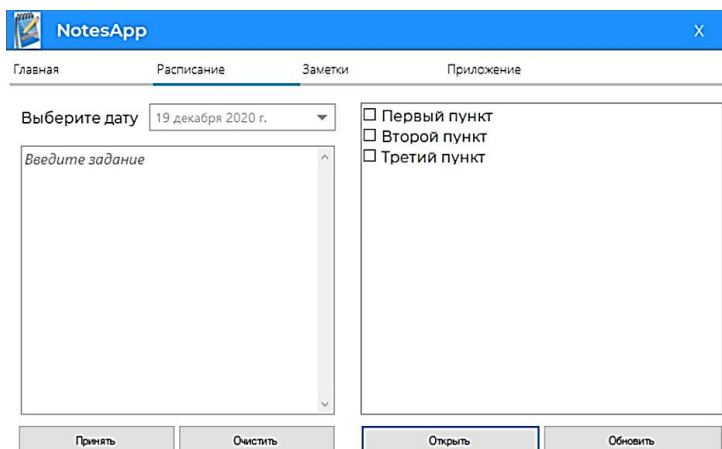 NotesApp X
Главная Расписание Заметки Приложение
Выберите дату 19 декабря 2020 г.
Введите задание
Первый пункт
Второй пункт
Третий пункт
Принять Очистить Открыть Обновить